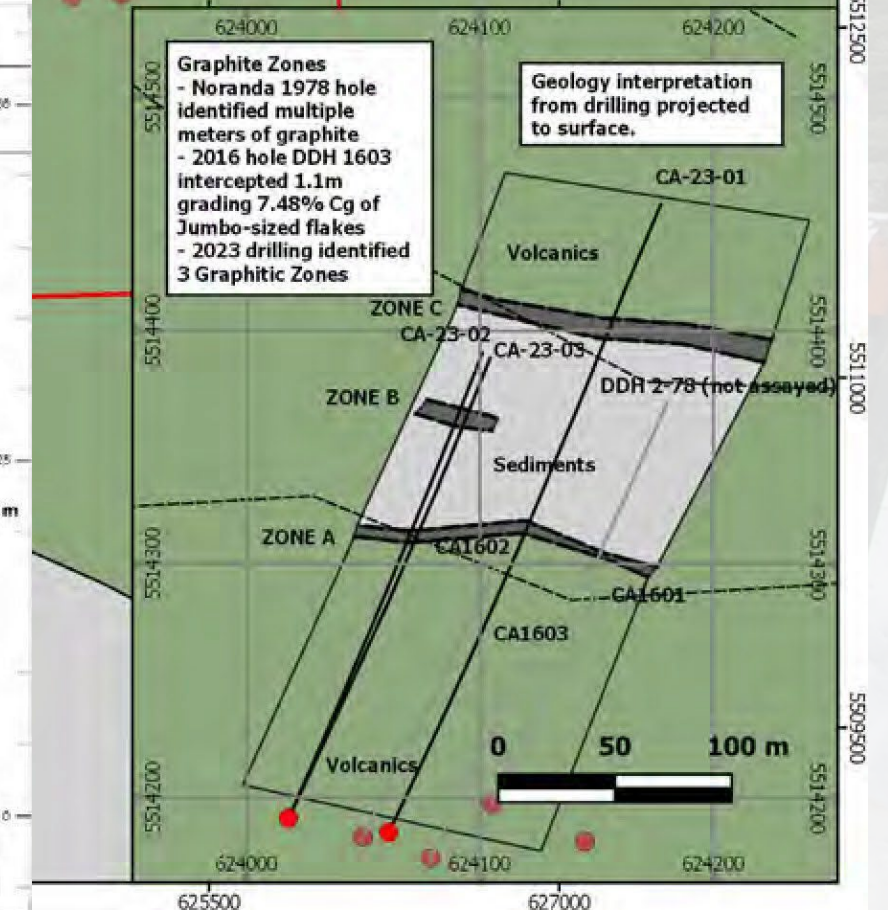 624000
624100
624200
5512500
Graphite Zones
- Noranda 1978 hole
identified multiple
meters of graphite
- 2016 hole DDH 1603
intercepted 1.1m
grading 7.48% Cg of
Jumbo-sized flakes
- 2023 drilling identified
3 Graphitic Zones
Geology interpretation
from drilling projected
to surface.
5514500
5514500
CA-23-01
Volcanics
ZONE C
CA-23-02
CA-23-03
5514400
5514400
5511000
DDH 2-78 (not assayed)
ZONE B
Sediments
m
ZONE A
CA1602
5514300
5514300
CA1601
CA1603
0
50
100 m
5509500
Volcanics
5514200
5514200
624000
624100
624200
625500
627000